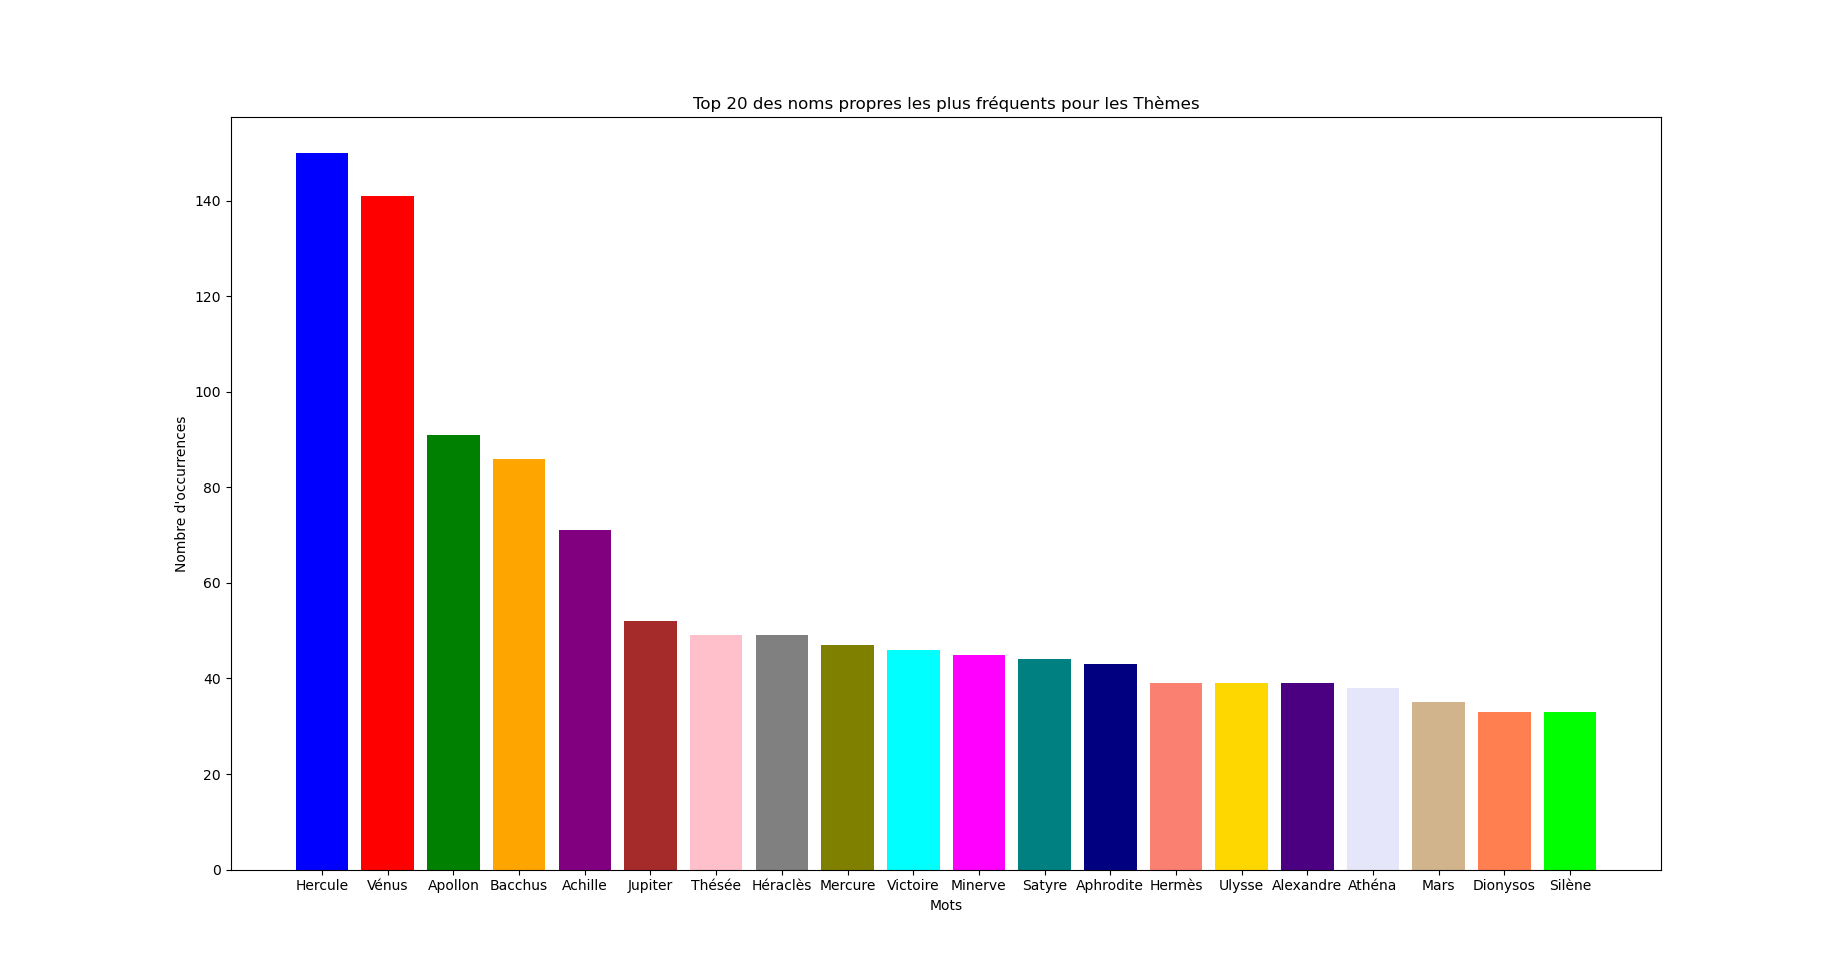 Top 20 des noms propres les plus fréquents pour les Thèmes
Nombre d'occurrences
140
120
100
80
60
40
20
0
Hercule Vénus Apollon Bacchus Achille Jupiter Thésée Héraclès Mercure Victoire Minerve Satyre Aphrodite Hermès Ulysse Alexandre Athéna Mars Dionysos Silène
Mots